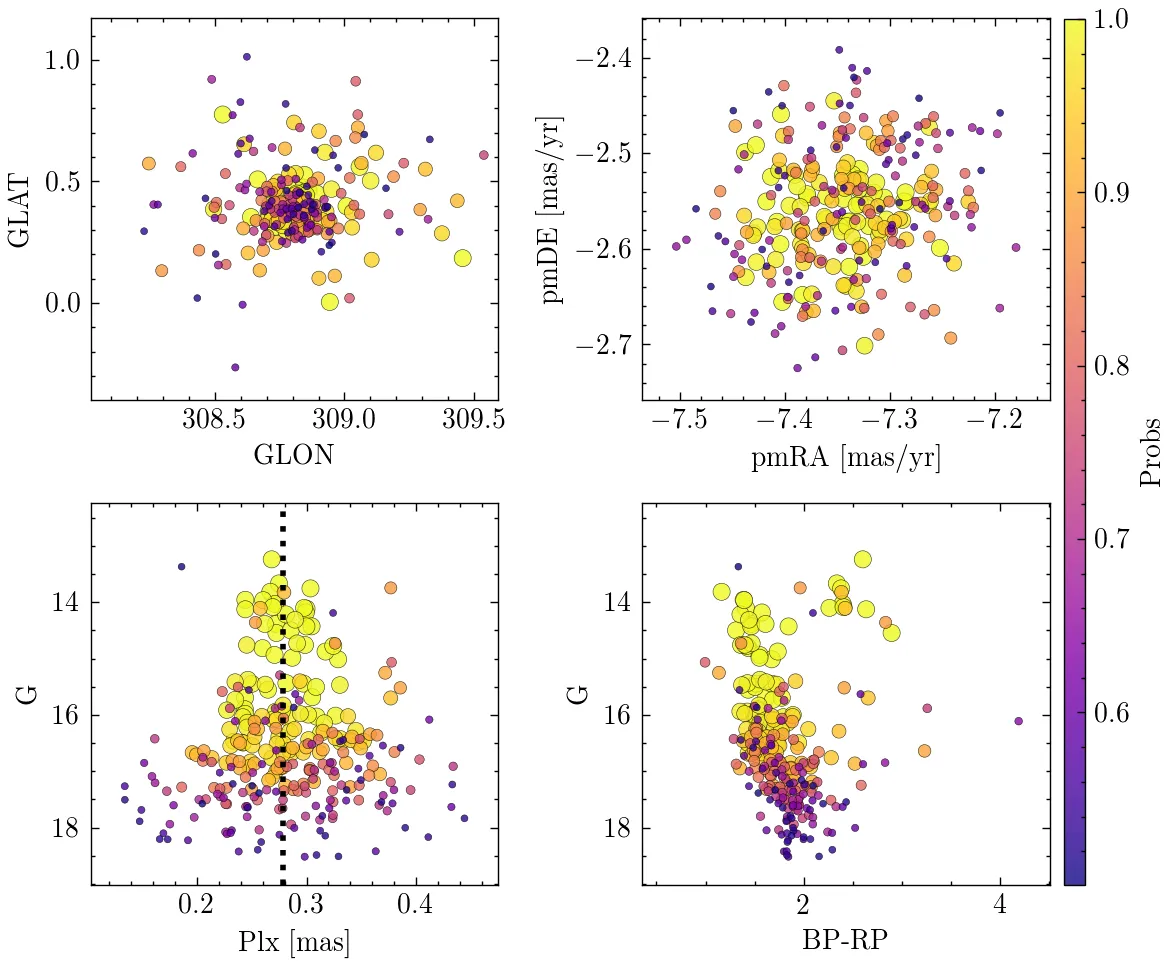 1.0
0.5
0.0
GLAT
308.5 309.0 309.5
GLON
−2.4
−2.5
−2.6
−2.7
pmDE [mas/yr]
−7.5 −7.4 −7.3 −7.2
pmRA [mas/yr]
14
16
18
G
0.2 0.3 0.4
Plx [mas]
14
16
18
G
2 4
BP-RP
1.0
0.9
0.8
0.7
0.6
Probs